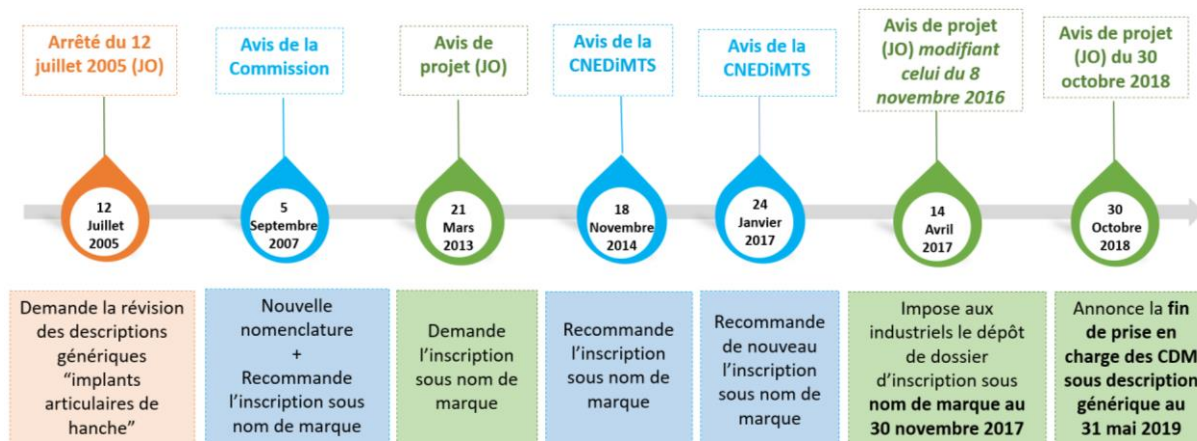 Arrêté du 12
juillet 2005 (JO)
Avis de la
Commission
Avis de
projet (JO)
Avis de la
CNEDiMTS
Avis de la
CNEDiMTS
Avis de projet
(JO) modifiant
celui du 8
novembre 2016
Avis de projet
(JO) du 30
octobre 2018
12
Juillet
2005
5
Septembre
2007
21
Mars
2013
18
Novembre
2014
24
Janvier
2017
14
Avril
2017
30
Octobre
2018
Demande la révision
des descriptions
génériques
“implants
articulaires de
hanche”
Nouvelle
nomenclature
+
Recommande
l’inscription sous
nom de marque
Demande
l’inscription
sous nom de
marque
Recommande
l’inscription
sous nom de
marque
Recommande
de nouveau
l’inscription
sous nom de
marque
Impose aux
industriels le dépôt
de dossier
d’inscription sous
nom de marque au
30 novembre 2017
Annonce la fin
de prise en
charge des CDM
sous description
générique au
31 mai 2019